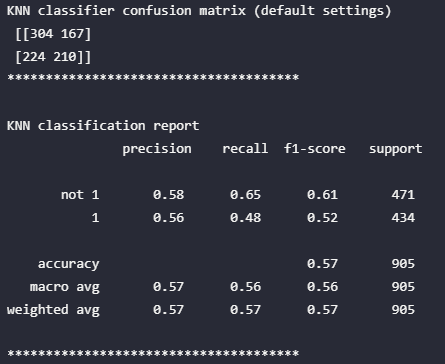 KNN classifier confusion matrix (default settings)
[[304 167]
[224 210]]
***************************************
KNN classification report
precision recall f1-score support
not 1 0.58 0.65 0.61 471
1 0.56 0.48 0.52 434
accuracy 0.57 905
macro avg 0.57 0.56 0.56 905
weighted avg 0.57 0.57 0.57 905
***************************************